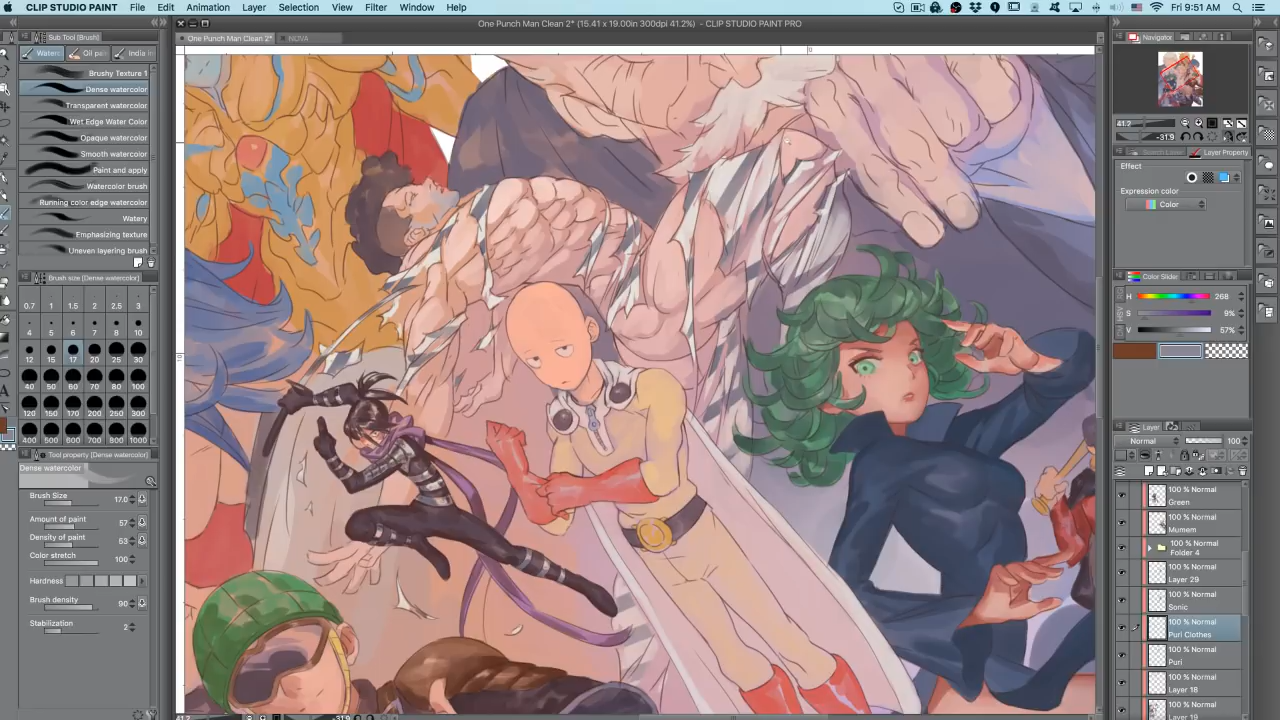 CLIP STUDIO PAINT File Edit Animation Layer Selection View Filter Window Help
Fri 9:51 AM
One Punch Man Clean 2* (15.41 x 19.00in 300dpi 41.2%) - CLIP STUDIO PAINT PRO
Sub Tool [Brush]
One Punch Man Clean 2*
NOVA
Navigator
Oil pa
India in
Brushy Texture 1
Dense watercolor
Transparent watercolor
Wet Edge Water Color
Opaque watercolor
Smooth watercolor
Paint and apply
Watercolor brush
Running color edge watercolor
Watery
Emphasizing texture
Uneven layering brush
41.2
-31.9
Layer Property
Effect
Expression color
Color
Brush size [Dense watercolor]
0.7 1 1.5 2 2.5 3
4 5 6 7 8 10
12 15 17 20 25 30
40 50 60 70 80 100
120 150 170 200 250 300
400 500 600 700 800 1000
Color Slider
H 268
S 9%
V 57%
Tool property [Dense watercolor]
Dense watercolor
Brush Size 17.0
Amount of paint 57
Density of paint 53
Color stretch 100
Hardness
Brush density 90
Stabilization 2
Layer
Normal 100
100 % Normal
Green
100 % Normal
Mumem
100 % Normal
Folder 4
100 % Normal
Layer 29
100 % Normal
Sonic
100 % Normal
Puri Clothes
100 % Normal
Puri
100 % Normal
Layer 18
100 % Normal
Layer 19
41.2
-31.9